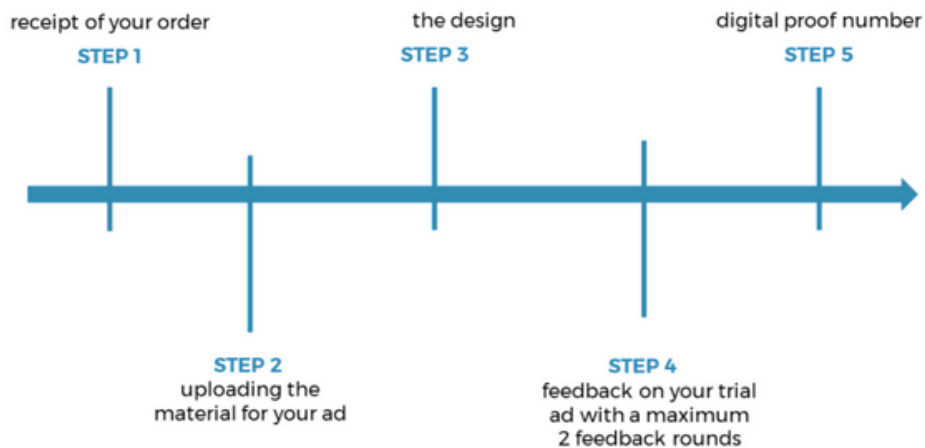 receipt of your order
STEP 1
the design
STEP 3
digital proof number
STEP 5
STEP 2
uploading the
material for your ad
STEP 4
feedback on your trial
ad with a maximum
2 feedback rounds